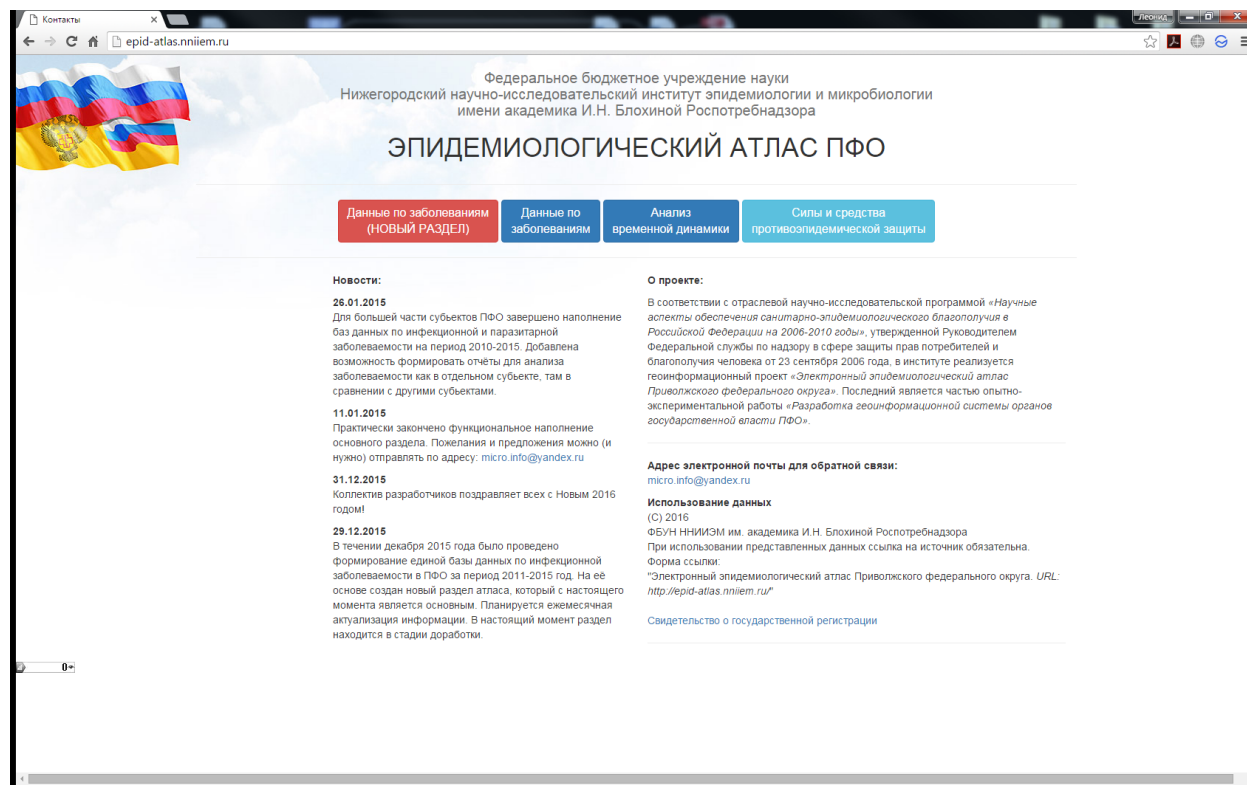 Контакты
Леонид
epid-atlas.nniiem.ru
Федеральное бюджетное учреждение науки
Нижегородский научно-исследовательский институт эпидемиологии и микробиологии
имени академика И.Н. Блохиной Роспотребнадзора
ЭПИДЕМИОЛОГИЧЕСКИЙ АТЛАС ПФО
Данные по заболеваниям
(НОВЫЙ РАЗДЕЛ)
Данные по
заболеваниям
Анализ
временной динамики
Силы и средства
противоэпидемической защиты
Новости:
26.01.2015
Для большей части субъектов ПФО завершено наполнение
баз данных по инфекционной и паразитарной
заболеваемости на период 2010-
2015. Добавлена
возможность формировать отчёты для анализа
заболеваемости как в отдельном субъекте, там в
сравнении с другими субъектами.
11.01.2015
Практически закончено функциональное наполнение
основного раздела. Пожелания и предложения можно (и
нужно) отправлять по адресу: micro.info@yandex.ru
31.12.2015
Коллектив разработчиков поздравляет всех с Новым 2016
годом!
29.12.2015
В течении декабря 2015 года было проведено
формирование единой базы данных по инфекционной
заболеваемости в ПФО за период 2011-2015 год. На её
основе создан новый раздел атласа, который с настоящего
момента является основным. Планируется ежемесячная
актуализация информации. В настоящий момент раздел
находится в стадии доработки.
О проекте:
В соответствии с отраслевой научно-исследовательской программой «Научные
аспекты обеспечения санитарно-эпидемиологического благополучия в
Российской Федерации на 2006-2010 годы», утвержденной Руководителем
Федеральной службы по надзору в сфере защиты прав потребителей и
благополучия человека от 23 сентября 2006 года, в институте реализуется
геоинформационный проект «Электронный эпидемиологический атлас
Приволжского федерального округа». Последний является частью опытно-
экспериментальной работы «Разработка геоинформационной системы органов
государственной власти ПФО».
Адрес электронной почты для обратной связи:
micro.info@yandex.ru
Использование данных
(C) 2016
ФБУН ННИИЭМ им. академика И.Н. Блохиной Роспотребнадзора
При использовании представленных данных ссылка на источник обязательна.
Форма ссылки:
"Электронный эпидемиологический атлас Приволжского федерального округа. URL:
http://epid-atlas.nniiem.ru/"
Свидетельство о государственной регистрации
0